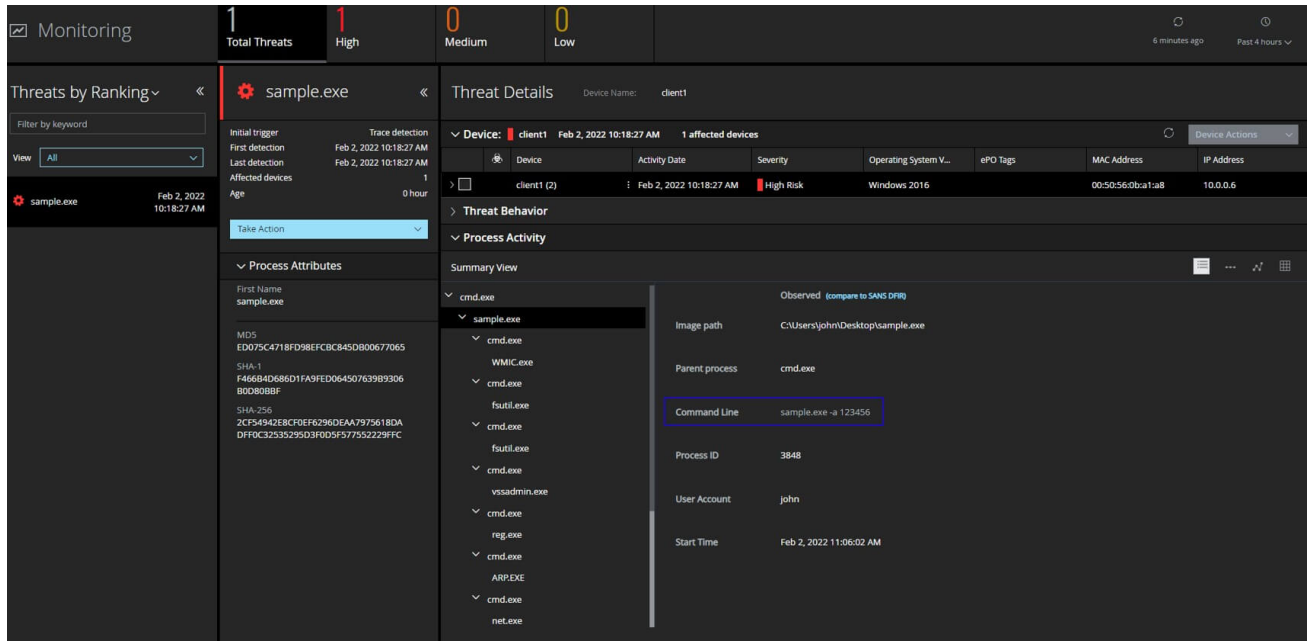 Monitoring
1
Total Threats
1
High
0
Medium
0
Low
6 minutes ago
Past 4 hours
Threats by Ranking
Filter by keyword
View All
sample.exe
Feb 2, 2022
10:18:27 AM
sample.exe
Initial trigger Trace detection
First detection Feb 2, 2022 10:18:27 AM
Last detection Feb 2, 2022 10:18:27 AM
Affected devices 1
Age 0 hour
Take Action
Process Attributes
First Name
sample.exe
MD5
ED075C4718FD98EFCBC845DB00677065
SHA-1
F466B4D686D1FA9FED064507639B9306
B0D80BBF
SHA-256
2CF54942E8CF0EF6296DEAA7975618DA
DFF0C32535295D3F0D5F577552229FFC
Threat Details Device Name: client1
Device: client1 Feb 2, 2022 10:18:27 AM 1 affected devices
Device Actions
Device Activity Date Severity Operating System V... ePO Tags MAC Address IP Address
client1 (2) Feb 2, 2022 10:18:27 AM High Risk Windows 2016 00:50:56:0b:a1:a8 10.0.0.6
Threat Behavior
Process Activity
Summary View
cmd.exe
sample.exe
cmd.exe
WMIC.exe
cmd.exe
fsutil.exe
cmd.exe
fsutil.exe
cmd.exe
vssadmin.exe
cmd.exe
reg.exe
cmd.exe
ARP.EXE
cmd.exe
net.exe
Observed (compare to SANS DFIR)
Image path C:\Users\john\Desktop\sample.exe
Parent process cmd.exe
Command Line sample.exe -a 123456
Process ID 3848
User Account john
Start Time Feb 2, 2022 11:06:02 AM